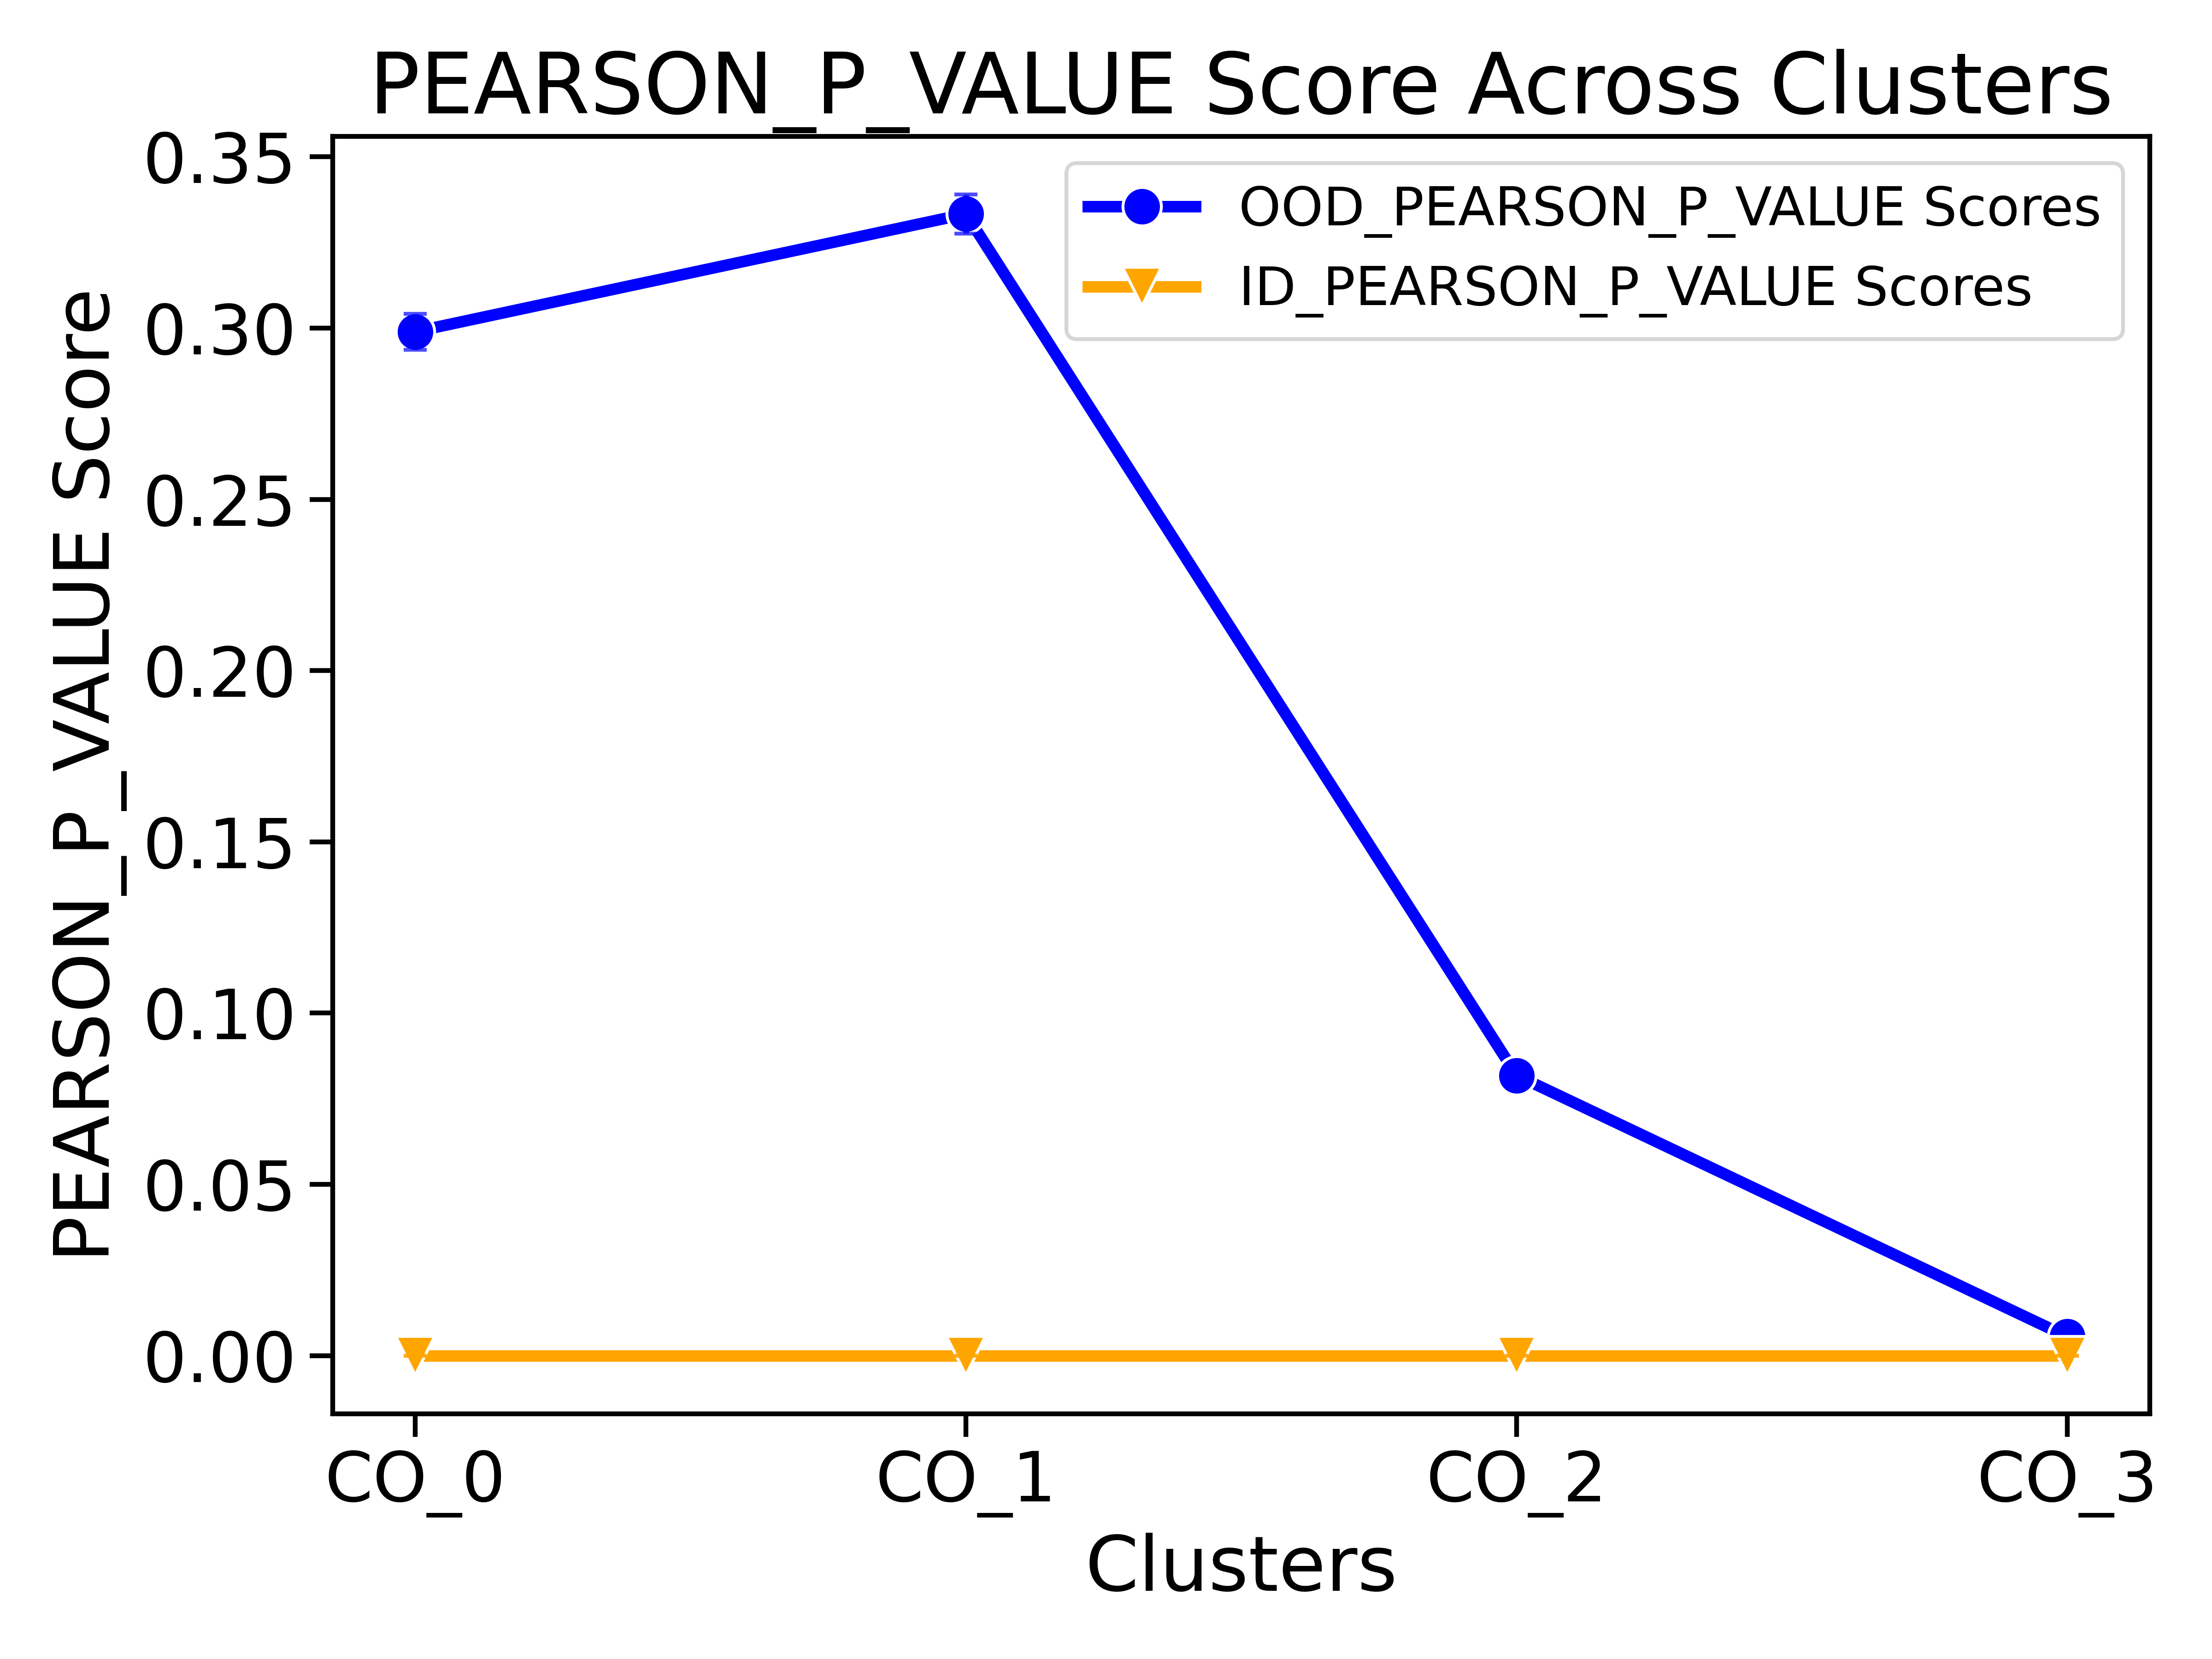 PEARSON_P_VALUE Score Across Clusters
OOD_PEARSON_P_VALUE Scores
ID_PEARSON_P_VALUE Scores
PEARSON_P_VALUE Score
0.35
0.30
0.25
0.20
0.15
0.10
0.05
0.00
CO_0 CO_1 CO_2 CO_3
Clusters